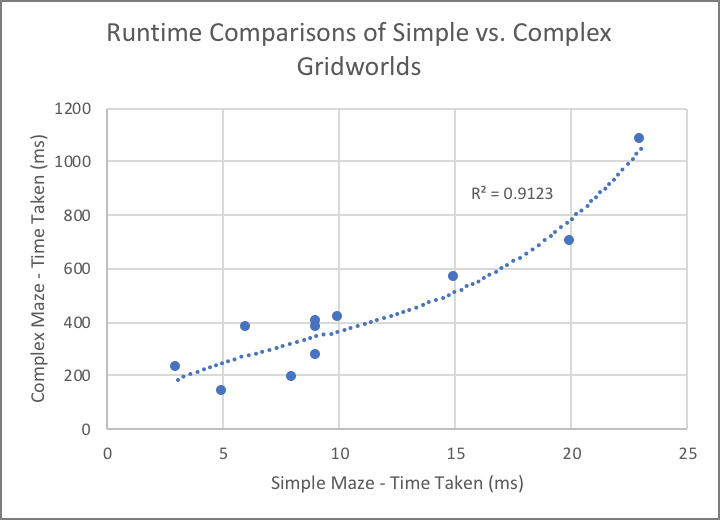 Runtime Comparisons of Simple vs. Complex
Gridworlds
Complex Maze - Time Taken (ms)
1200
1000
800
600
400
200
0
R² = 0.9123
0 5 10 15 20 25
Simple Maze - Time Taken (ms)